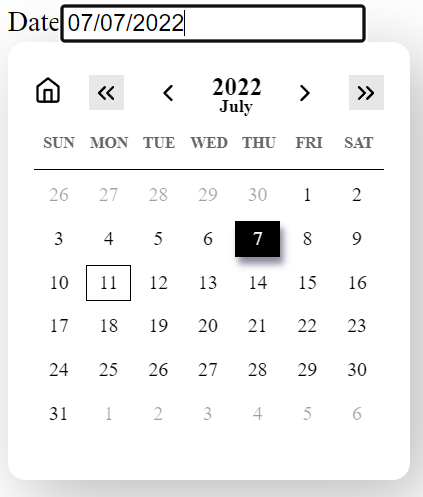 Date 07/07/2022
2022
July
SUN MON TUE WED THU FRI SAT
26 27 28 29 30 1 2
3 4 5 6 7 8 9
10 11 12 13 14 15 16
17 18 19 20 21 22 23
24 25 26 27 28 29 30
31 1 2 3 4 5 6